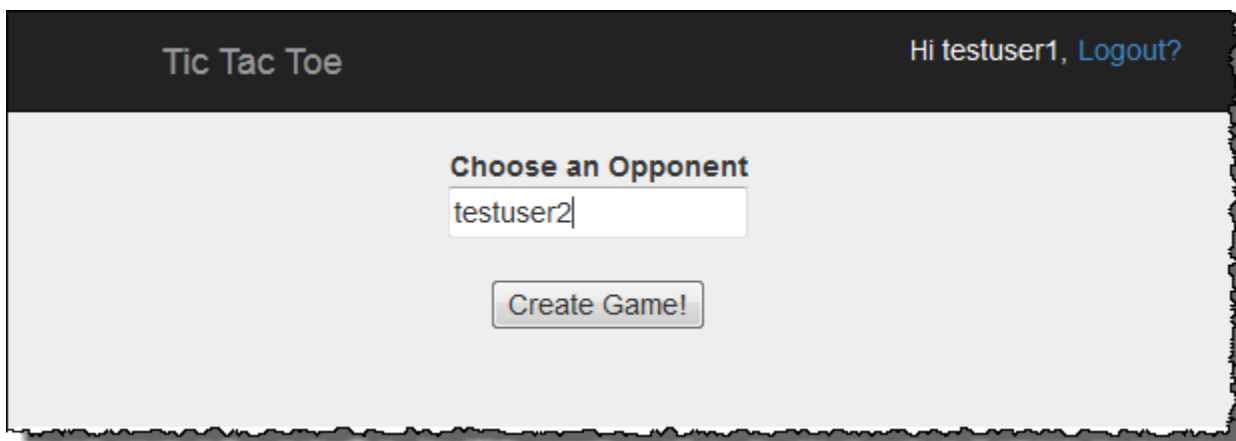 Tic Tac Toe
Hi testuser1, Logout?
Choose an Opponent
testuser2
Create Game!